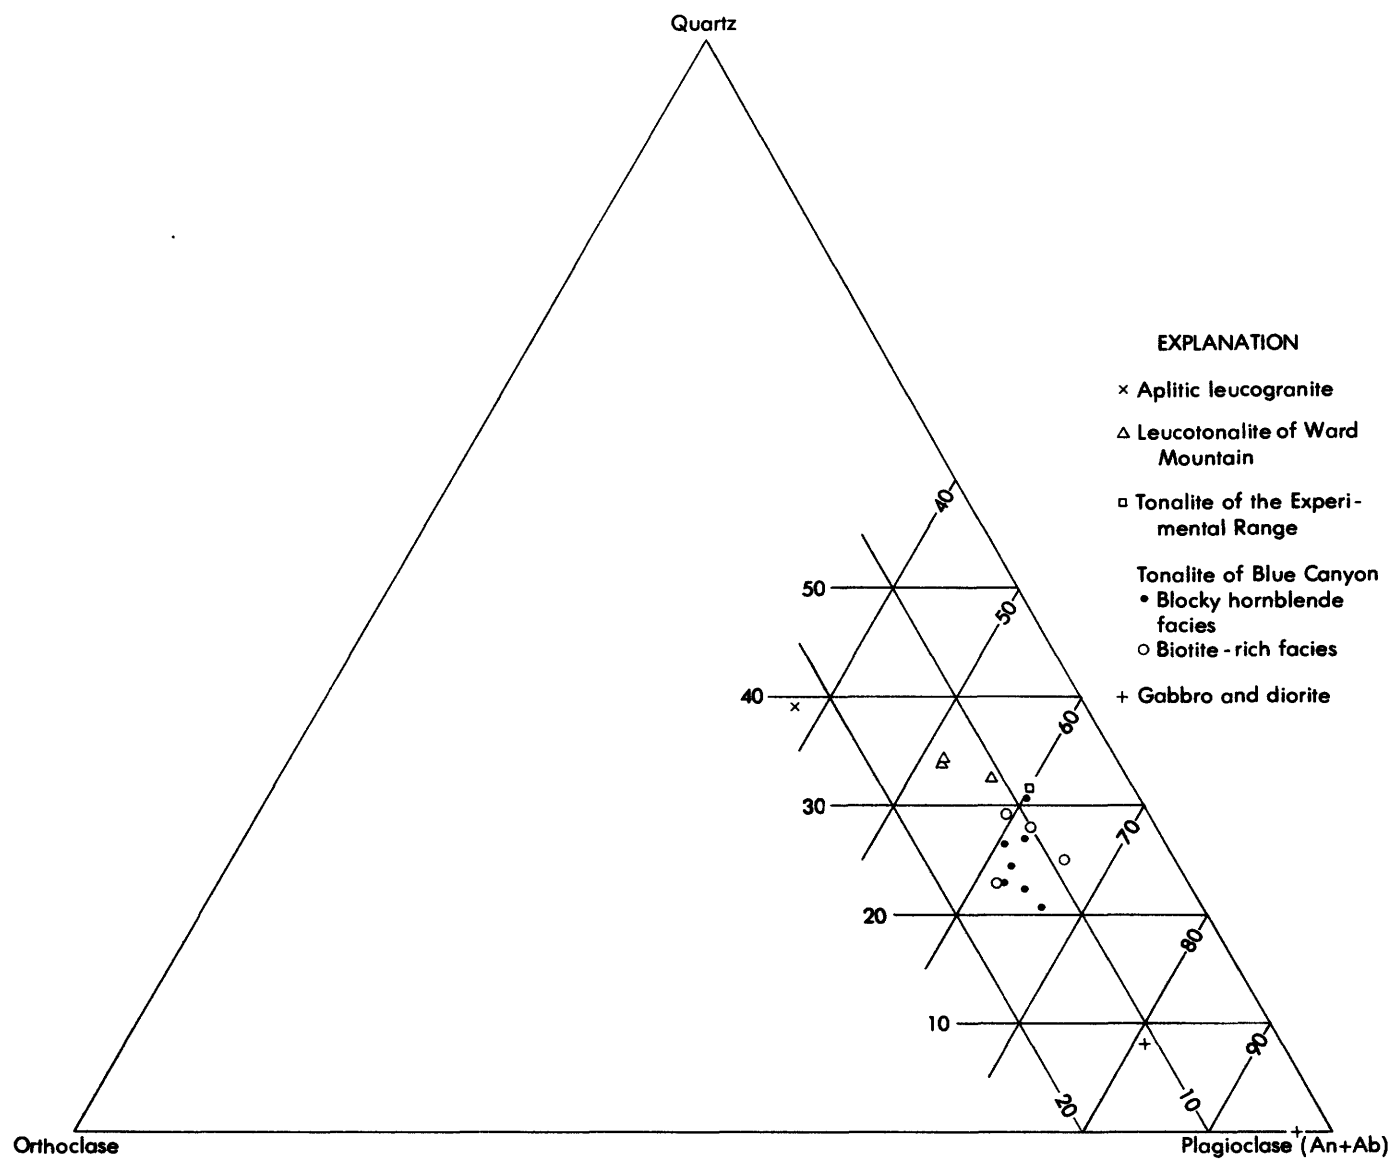 Quartz
EXPLANATION
× Aplitic leucogranite
△ Leucotonalite of Ward
Mountain
□ Tonalite of the Experi-
mental Range
Tonalite of Blue Canyon
• Blocky hornblende
facies
○ Biotite-rich facies
+ Gabbro and diorite
40
50
50
40
60
30
70
20
80
10
90
20
10
Orthoclase
Plagioclase (An+Ab)